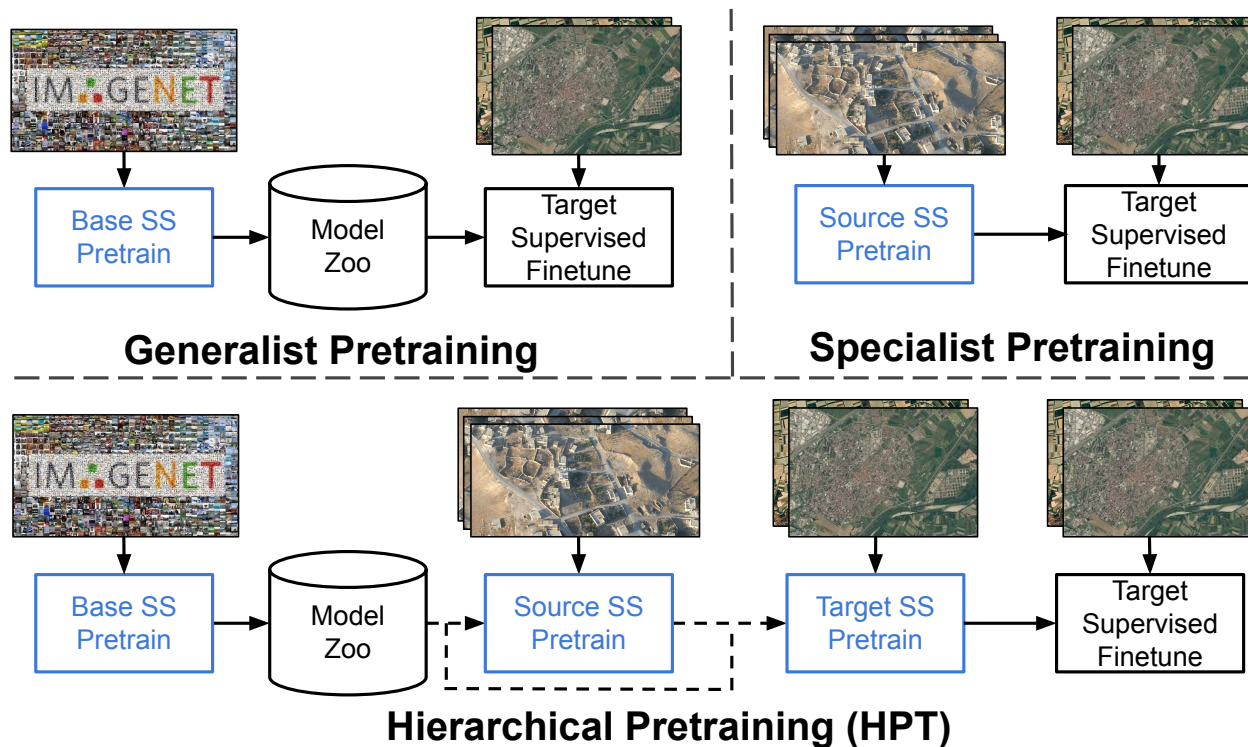 IMAGENET
Base SS
Pretrain
Model
Zoo
Target
Supervised
Finetune
Generalist Pretraining
Source SS
Pretrain
Target
Supervised
Finetune
Specialist Pretraining
IMAGENET
Base SS
Pretrain
Model
Zoo
Source SS
Pretrain
Target SS
Pretrain
Target
Supervised
Finetune
Hierarchical Pretraining (HPT)